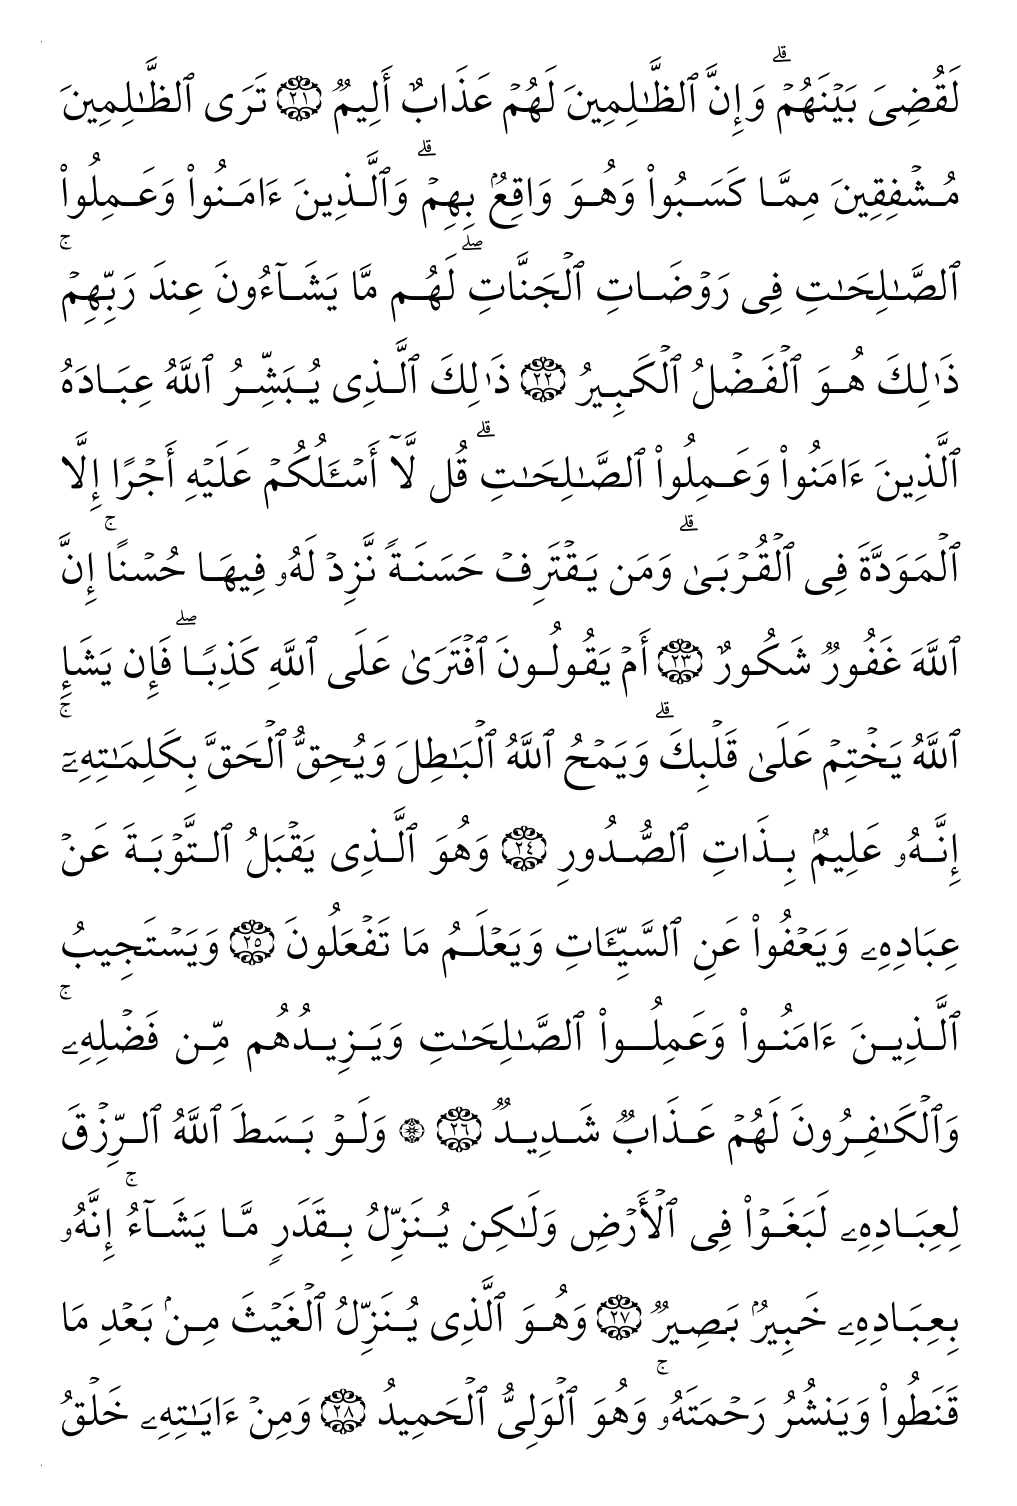 لَقُضِىَ بَيْنَهُمْ ۗ وَإِنَّ ٱلظَّـٰلِمِينَ لَهُمْ عَذَابٌ أَلِيمٌ ٢١ تَرَى ٱلظَّـٰلِمِينَ
مُشْفِقِينَ مِمَّا كَسَبُوا۟ وَهُوَ وَاقِعٌۢ بِهِمْ ۗ وَٱلَّذِينَ ءَامَنُوا۟ وَعَمِلُوا۟
ٱلصَّـٰلِحَـٰتِ فِى رَوْضَاتِ ٱلْجَنَّاتِ ۖ لَهُم مَّا يَشَآءُونَ عِندَ رَبِّهِمْ ۚ
ذَٰلِكَ هُوَ ٱلْفَضْلُ ٱلْكَبِيرُ ٢٢ ذَٰلِكَ ٱلَّذِى يُبَشِّرُ ٱللَّهُ عِبَادَهُ
ٱلَّذِينَ ءَامَنُوا۟ وَعَمِلُوا۟ ٱلصَّـٰلِحَـٰتِ ۗ قُل لَّآ أَسْـَٔلُكُمْ عَلَيْهِ أَجْرًا إِلَّا
ٱلْمَوَدَّةَ فِى ٱلْقُرْبَىٰ ۗ وَمَن يَقْتَرِفْ حَسَنَةً نَّزِدْ لَهُۥ فِيهَا حُسْنًا ۚ إِنَّ
ٱللَّهَ غَفُورٌ شَكُورٌ ٢٣ أَمْ يَقُولُونَ ٱفْتَرَىٰ عَلَى ٱللَّهِ كَذِبًا ۖ فَإِن يَشَإِ
ٱللَّهُ يَخْتِمْ عَلَىٰ قَلْبِكَ ۗ وَيَمْحُ ٱللَّهُ ٱلْبَـٰطِلَ وَيُحِقُّ ٱلْحَقَّ بِكَلِمَـٰتِهِۦٓ ۚ
إِنَّهُۥ عَلِيمٌۢ بِذَاتِ ٱلصُّدُورِ ٢٤ وَهُوَ ٱلَّذِى يَقْبَلُ ٱلتَّوْبَةَ عَنْ
عِبَادِهِۦ وَيَعْفُوا۟ عَنِ ٱلسَّيِّـَٔاتِ وَيَعْلَمُ مَا تَفْعَلُونَ ٢٥ وَيَسْتَجِيبُ
ٱلَّذِينَ ءَامَنُوا۟ وَعَمِلُوا۟ ٱلصَّـٰلِحَـٰتِ وَيَزِيدُهُم مِّن فَضْلِهِۦ ۚ
وَٱلْكَـٰفِرُونَ لَهُمْ عَذَابٌ شَدِيدٌ ٢٦ ۞ وَلَوْ بَسَطَ ٱللَّهُ ٱلرِّزْقَ
لِعِبَادِهِۦ لَبَغَوْا۟ فِى ٱلْأَرْضِ وَلَـٰكِن يُنَزِّلُ بِقَدَرٍ مَّا يَشَآءُ ۚ إِنَّهُۥ
بِعِبَادِهِۦ خَبِيرٌۢ بَصِيرٌ ٢٧ وَهُوَ ٱلَّذِى يُنَزِّلُ ٱلْغَيْثَ مِنۢ بَعْدِ مَا
قَنَطُوا۟ وَيَنشُرُ رَحْمَتَهُۥ ۚ وَهُوَ ٱلْوَلِىُّ ٱلْحَمِيدُ ٢٨ وَمِنْ ءَايَـٰتِهِۦ خَلْقُ